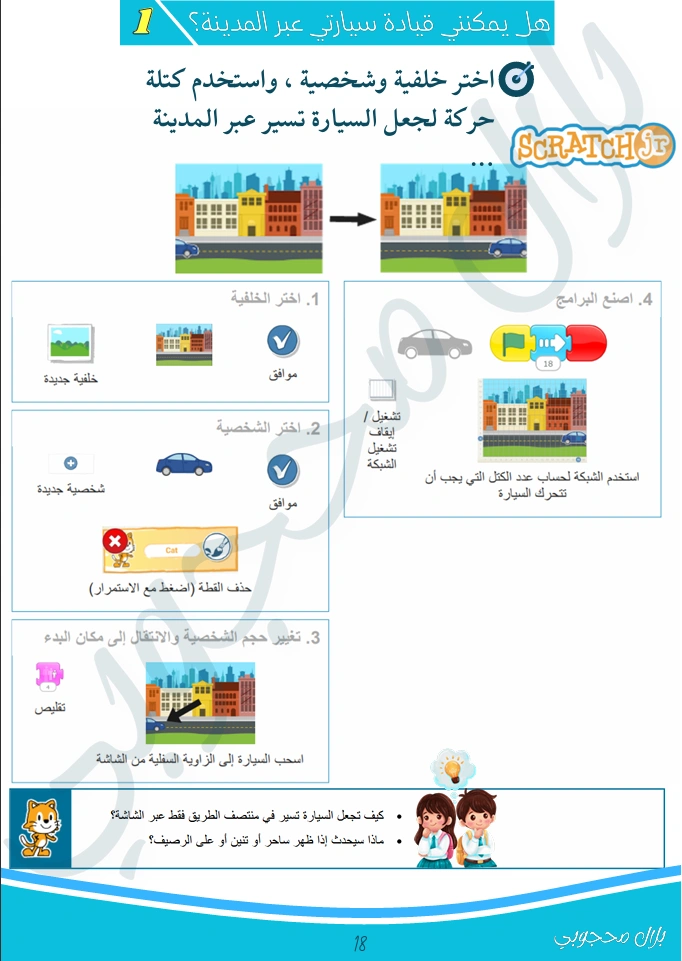 هل يمكنني قيادة سيارتي عبر المدينة؟
1
اختر خلفية وشخصية ، واستخدم كتلة
حركة لجعل السيارة تسير عبر المدينة
...
SCRATCH jr
1. اختر الخلفية
خلفية جديدة
موافق
2. اختر الشخصية
شخصية جديدة
موافق
Cat
حذف القطة (اضغط مع الاستمرار)
3. تغيير حجم الشخصية والانتقال إلى مكان البدء
4
تقليص
اسحب السيارة إلى الزاوية السفلية من الشاشة
4. اصنع البرامج
18
تشغيل /
إيقاف
تشغيل
الشبكة
استخدم الشبكة لحساب عدد الكتل التي يجب أن
تتحرك السيارة
• كيف تجعل السيارة تسير في منتصف الطريق فقط عبر الشاشة؟
• ماذا سيحدث إذا ظهر ساحر أو تنين أو على الرصيف؟
18
بلال محجوبي
بلال محجوبي